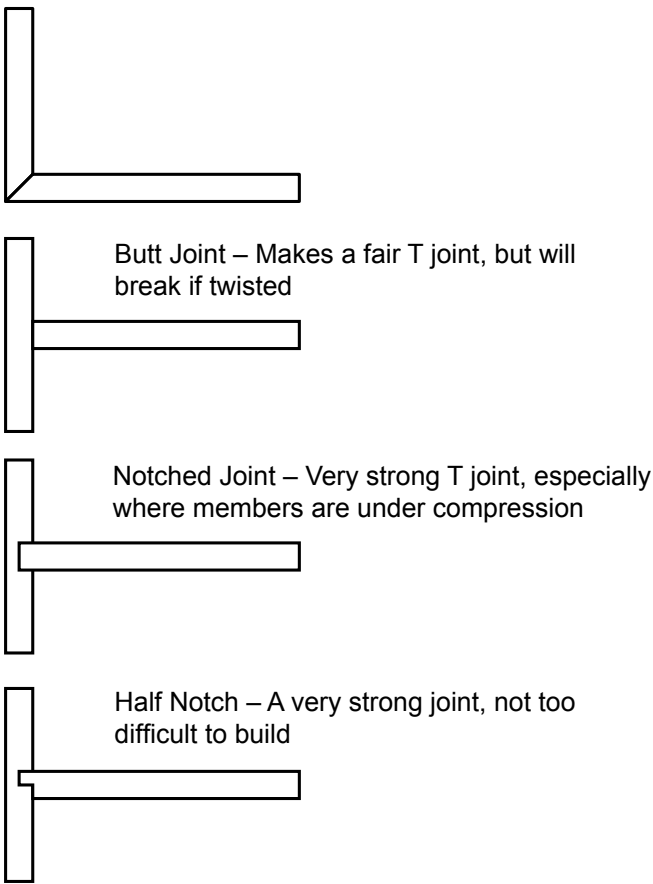 Butt Joint – Makes a fair T joint, but will
break if twisted
Notched Joint – Very strong T joint, especially
where members are under compression
Half Notch – A very strong joint, not too
difficult to build